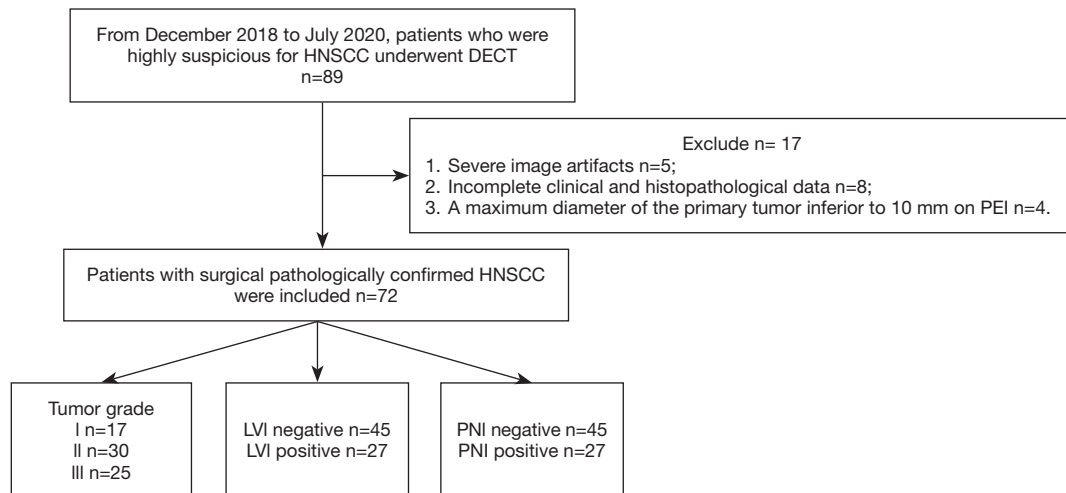 From December 2018 to July 2020, patients who were
highly suspicious for HNSCC underwent DECT
n=89
Exclude n= 17
1. Severe image artifacts n=5;
2. Incomplete clinical and histopathological data n=8;
3. A maximum diameter of the primary tumor inferior to 10 mm on PEI n=4.
Patients with surgical pathologically confirmed HNSCC
were included n=72
Tumor grade
I n=17
II n=30
III n=25
LVI negative n=45
LVI positive n=27
PNI negative n=45
PNI positive n=27